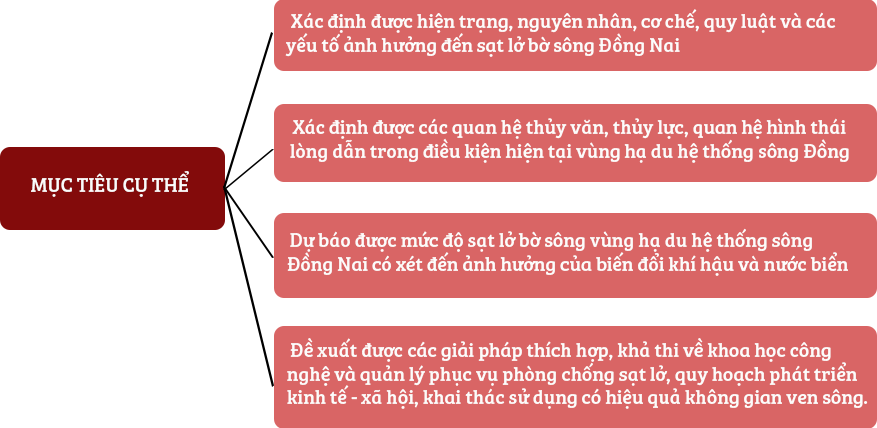 MỤC TIÊU CỤ THỂ
Xác định được hiện trạng, nguyên nhân, cơ chế, quy luật và các
yếu tố ảnh hưởng đến sạt lở bờ sông Đồng Nai
Xác định được các quan hệ thủy văn, thủy lực, quan hệ hình thái
lòng dẫn trong điều kiện hiện tại vùng hạ du hệ thống sông Đồng
Dự báo được mức độ sạt lở bờ sông vùng hạ du hệ thống sông
Đồng Nai có xét đến ảnh hưởng của biến đổi khí hậu và nước biển
Đề xuất được các giải pháp thích hợp, khả thi về khoa học công
nghệ và quản lý phục vụ phòng chống sạt lở, quy hoạch phát triển
kinh tế - xã hội, khai thác sử dụng có hiệu quả không gian ven sông.